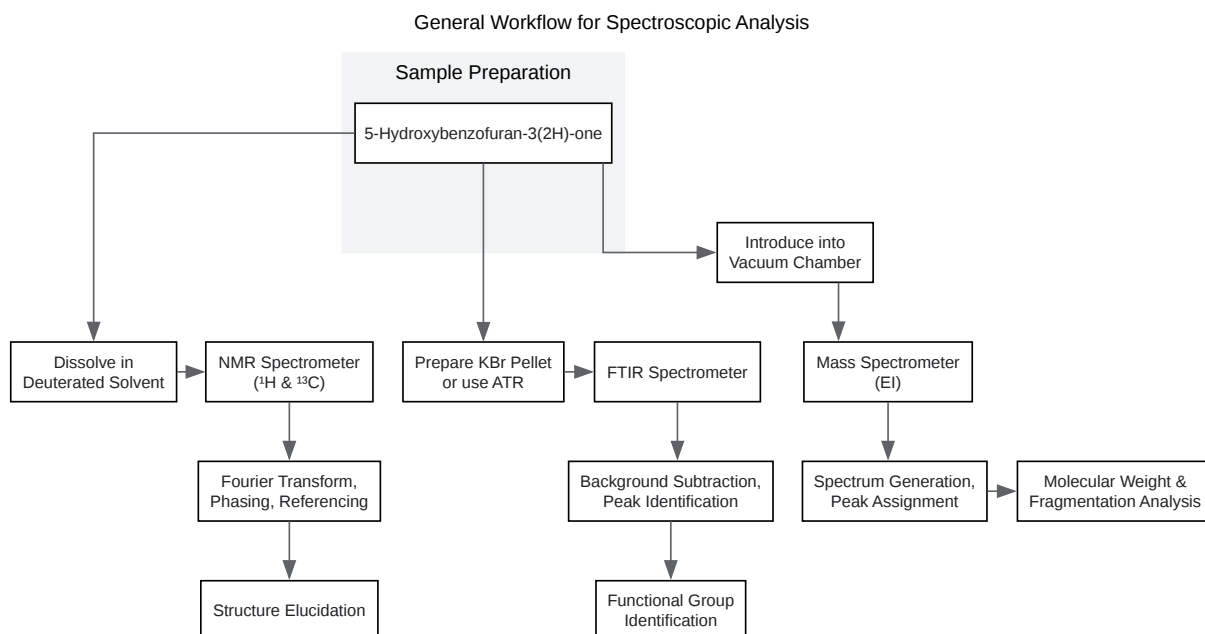 General Workflow for Spectroscopic Analysis
Sample Preparation
5-Hydroxybenzofuran-3(2H)-one
Introduce into
Vacuum Chamber
Dissolve in
Deuterated Solvent
NMR Spectrometer
(¹H & ¹³C)
Prepare KBr Pellet
or use ATR
FTIR Spectrometer
Mass Spectrometer
(EI)
Fourier Transform,
Phasing, Referencing
Background Subtraction,
Peak Identification
Spectrum Generation,
Peak Assignment
Molecular Weight &
Fragmentation Analysis
Structure Elucidation
Functional Group
Identification